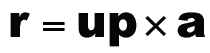 r = up × a